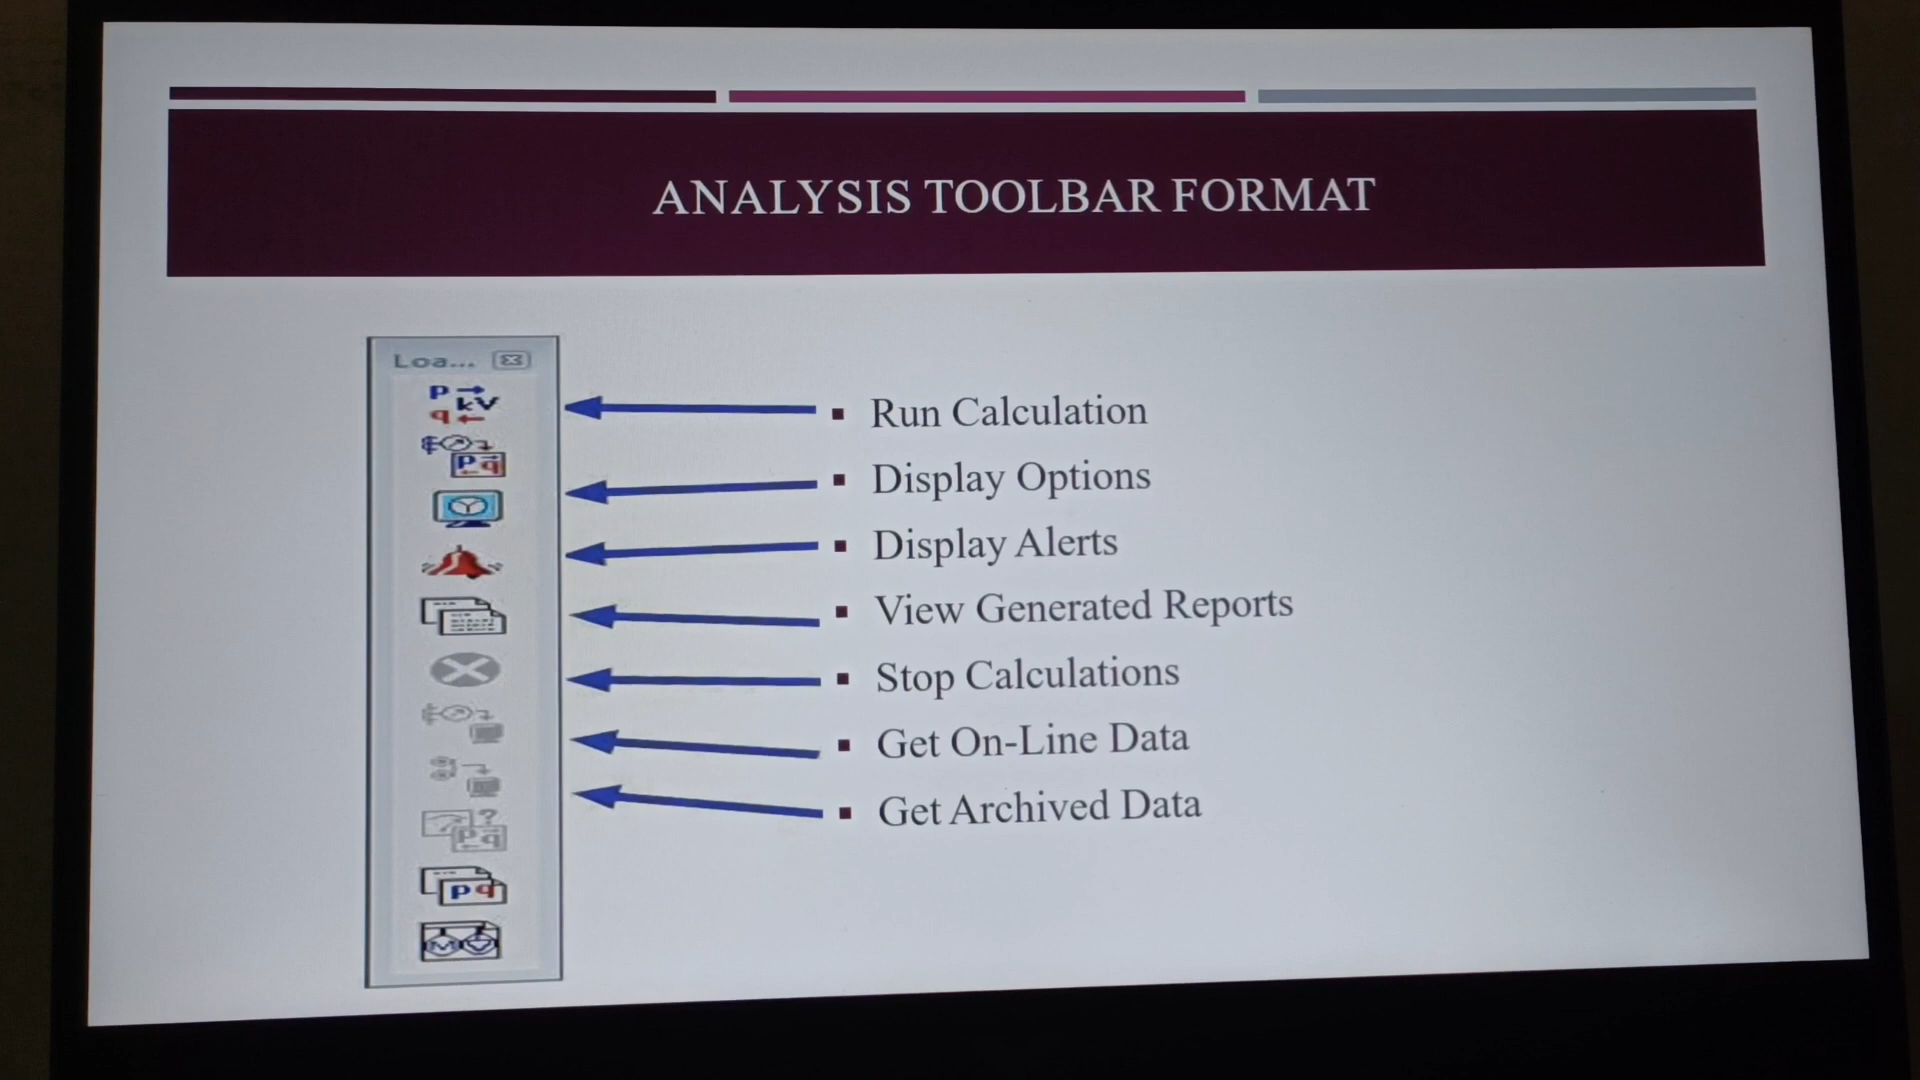 ANALYSIS TOOLBAR FORMAT
Loa...
P
kV
q
P q
▪ Run Calculation
▪ Display Options
▪ Display Alerts
▪ View Generated Reports
▪ Stop Calculations
▪ Get On-Line Data
▪ Get Archived Data
?
P q
P q
M